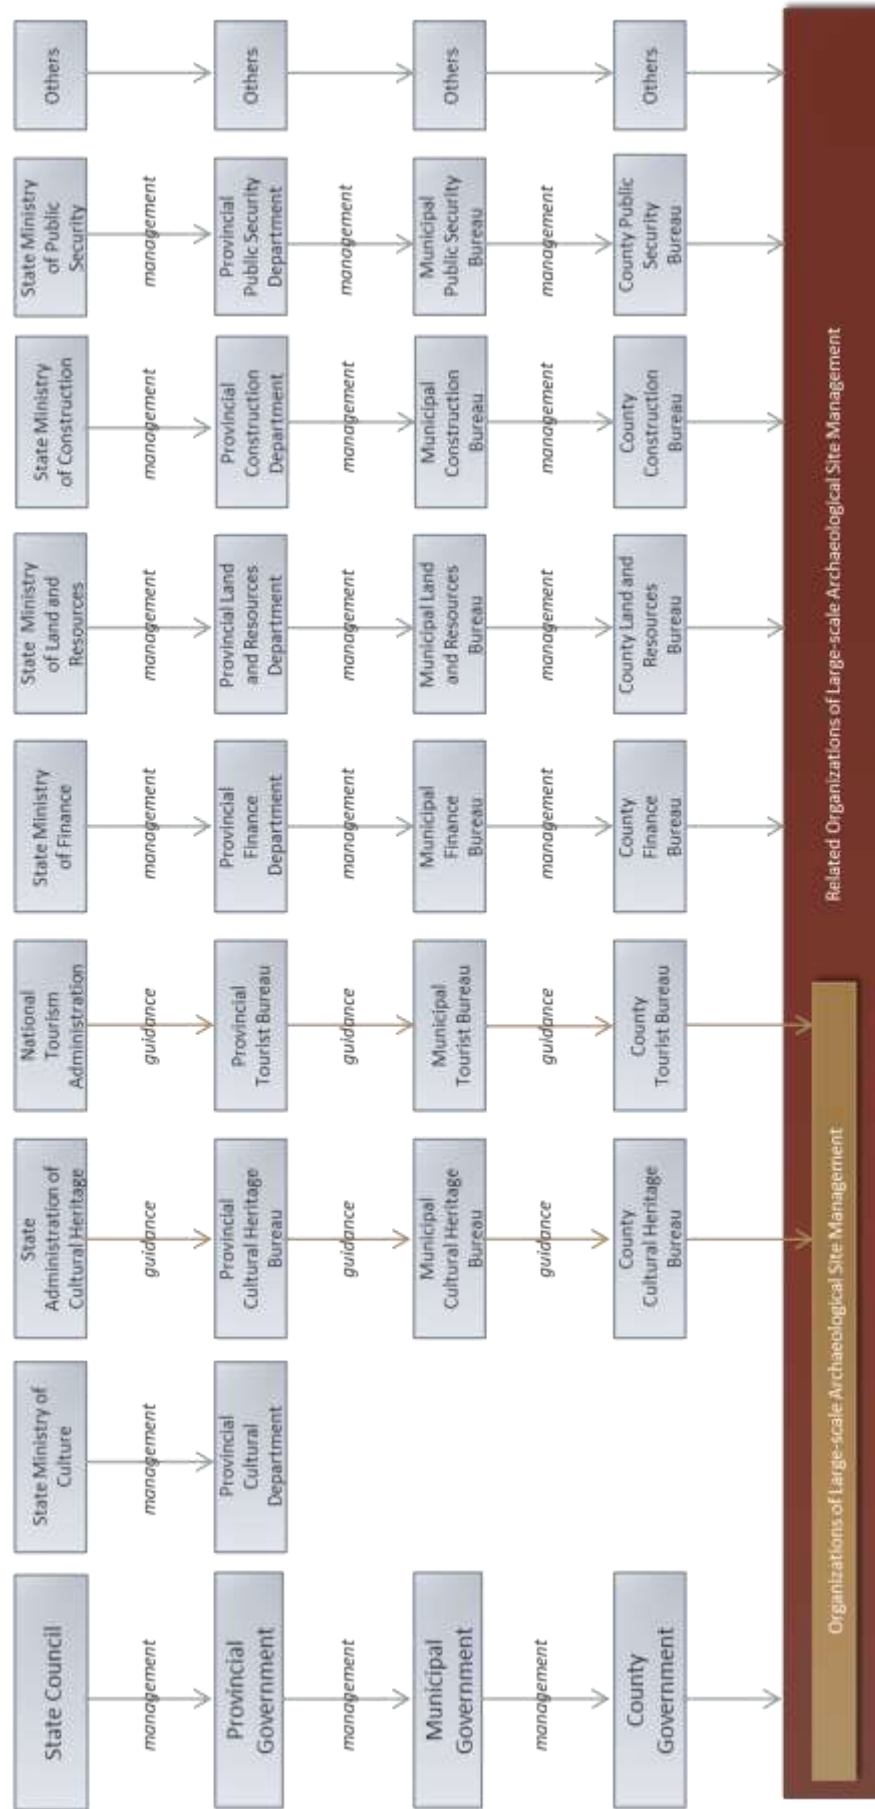 State Council
management
Provincial
Government
management
Municipal
Government
management
County
Government
State Ministry of
Culture
management
Provincial
Cultural
Department
State
Administration of
Cultural Heritage
guidance
Provincial
Cultural Heritage
Bureau
guidance
Municipal
Cultural Heritage
Bureau
guidance
County
Cultural Heritage
Bureau
National
Tourism
Administration
guidance
Provincial
Tourist Bureau
guidance
Municipal
Tourist Bureau
guidance
County
Tourist Bureau
State Ministry
of Finance
management
Provincial
Finance
Department
management
Municipal
Finance
Bureau
management
County
Finance
Bureau
State Ministry
of Land and
Resources
management
Provincial Land
and Resources
Department
management
Municipal Land
and Resources
Bureau
management
County Land and
Resources
Bureau
State Ministry
of Construction
management
Provincial
Construction
Department
management
Municipal
Construction
Bureau
management
County
Construction
Bureau
State Ministry
of Public
Security
management
Provincial
Public Security
Department
management
Municipal
Public Security
Bureau
management
County Public
Security
Bureau
Others
Others
Others
Others
Organizations of Large-scale Archaeological Site Management
Related Organizations of Large-scale Archaeological Site Management